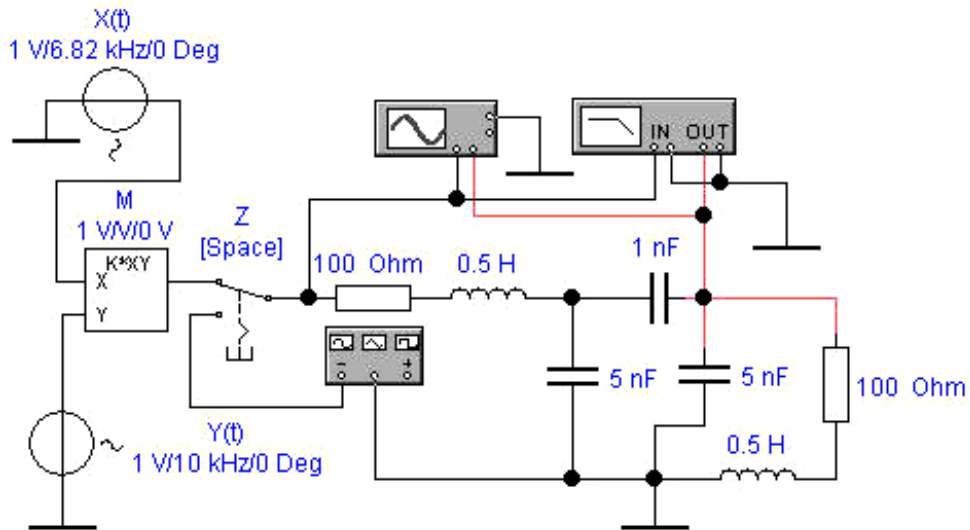 X(t)
1 V/6.82 kHz/0 Deg
IN OUT
M
1 V/V/0 V
K*XY
X
Y
Z
[Space]
100 Ohm
0.5 H
1 nF
- +
5 nF
5 nF
100 Ohm
0.5 H
Y(t)
1 V/10 kHz/0 Deg